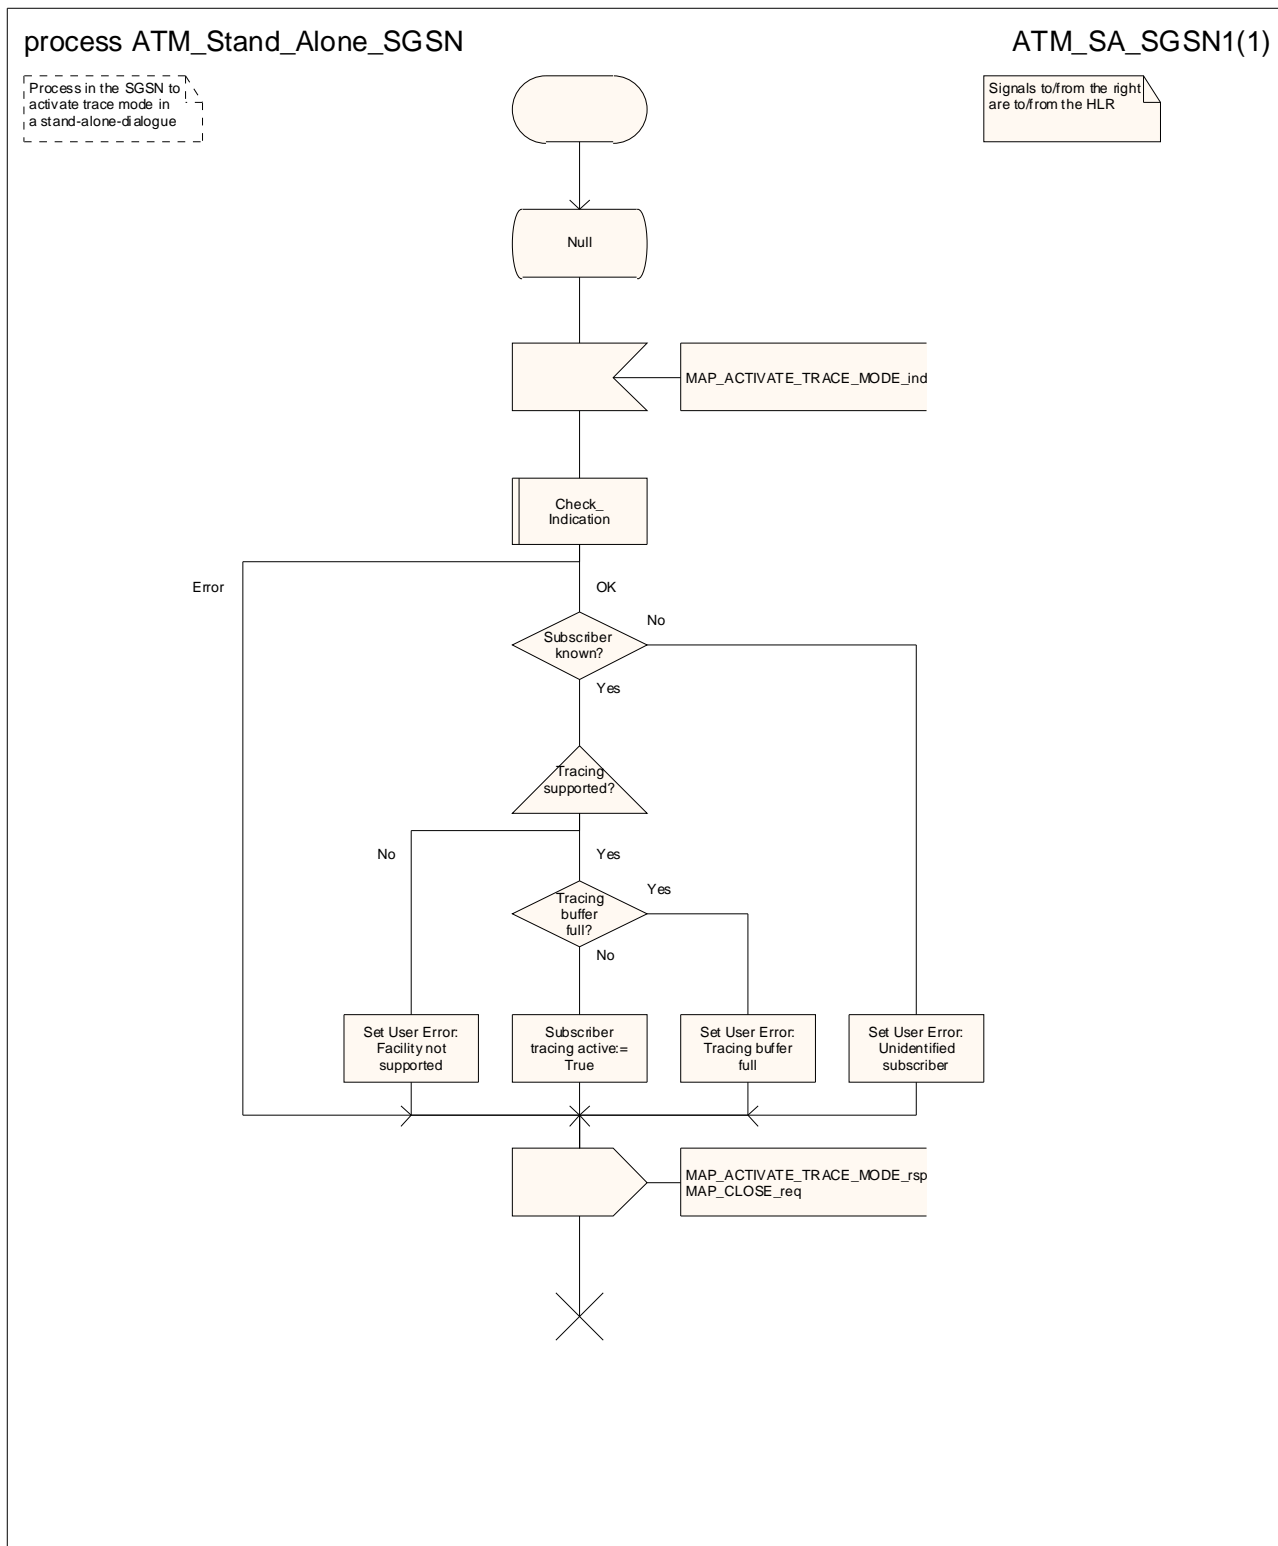 process ATM_Stand_Alone_SGSN
ATM_SA_SGSN1(1)
Process in the SGSN to
activate trace mode in
a stand-alone-dialogue
Signals to/from the right
are to/from the HLR
Null
MAP_ACTIVATE_TRACE_MODE_ind
Check_
Indication
Error
OK
No
Subscriber
known?
Yes
Tracing
supported?
No
Yes
Yes
Tracing
buffer
full?
No
Set User Error:
Facility not
supported
Subscriber
tracing active:=
True
Set User Error:
Tracing buffer
full
Set User Error:
Unidentified
subscriber
MAP_ACTIVATE_TRACE_MODE_rsp
MAP_CLOSE_req